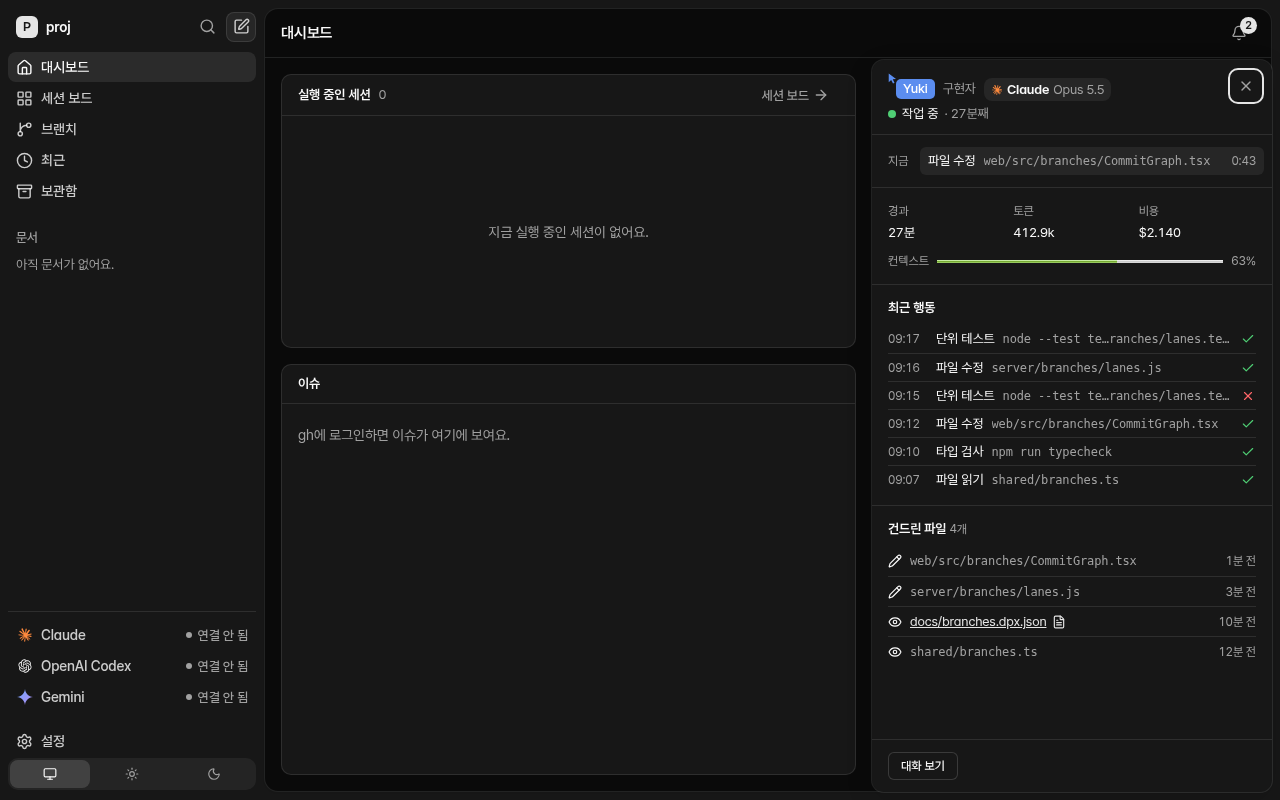 P proj
대시보드
세션 보드
브랜치
최근
보관함
문서
아직 문서가 없어요.
Claude 연결 안 됨
OpenAI Codex 연결 안 됨
Gemini 연결 안 됨
설정
대시보드
2
실행 중인 세션 0 세션 보드
지금 실행 중인 세션이 없어요.
이슈
gh에 로그인하면 이슈가 여기에 보여요.
Yuki 구현자 Claude Opus 5.5
작업 중 · 27분째
지금 파일 수정 web/src/branches/CommitGraph.tsx 0:43
경과 토큰 비용
27분 412.9k $2.140
컨텍스트 63%
최근 행동
09:17 단위 테스트 node --test te…ranches/lanes.te…
09:16 파일 수정 server/branches/lanes.js
09:15 단위 테스트 node --test te…ranches/lanes.te…
09:12 파일 수정 web/src/branches/CommitGraph.tsx
09:10 타입 검사 npm run typecheck
09:07 파일 읽기 shared/branches.ts
건드린 파일 4개
web/src/branches/CommitGraph.tsx 1분 전
server/branches/lanes.js 3분 전
docs/branches.dpx.json 10분 전
shared/branches.ts 12분 전
대화 보기